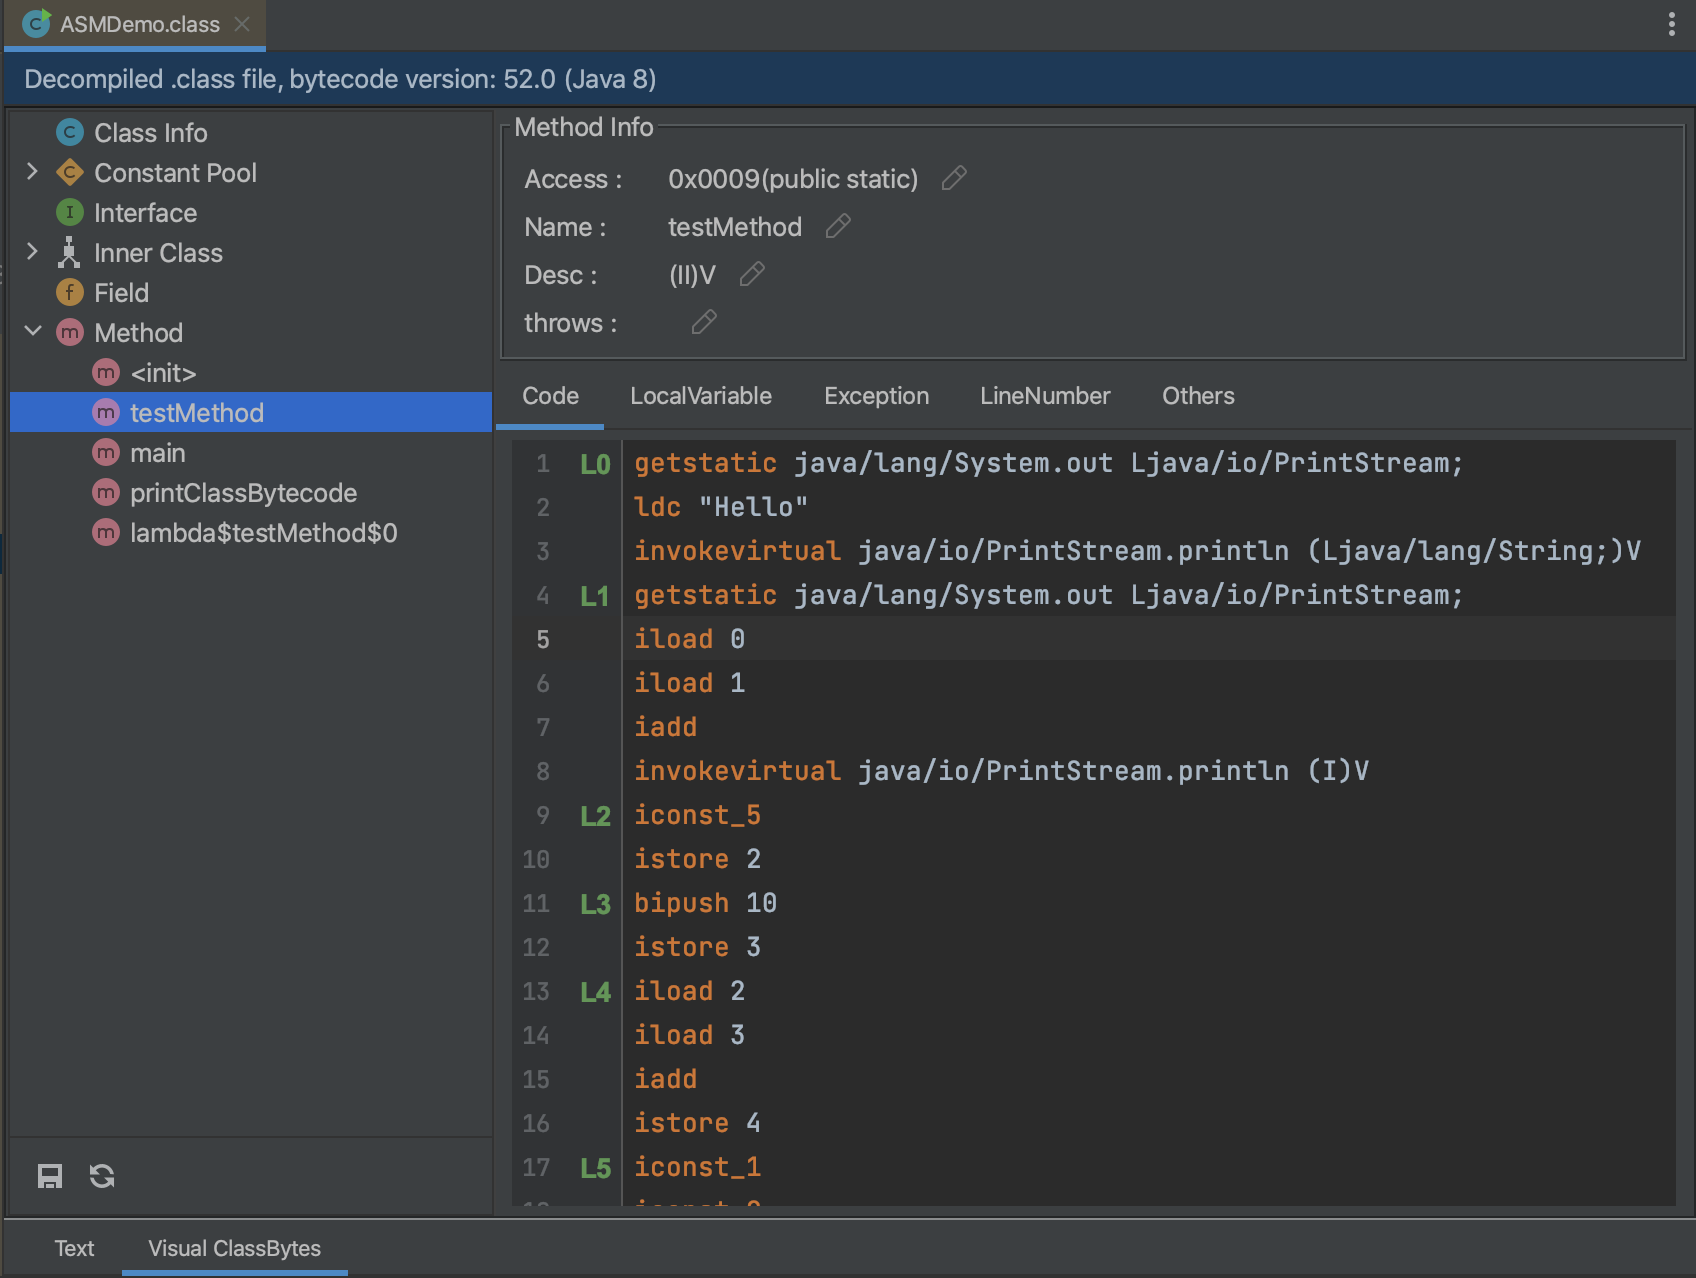 ASMDemo.class
Decompiled .class file, bytecode version: 52.0 (Java 8)
Class Info
Constant Pool
Interface
Inner Class
Field
Method
<init>
testMethod
main
printClassBytecode
lambda$testMethod$0
Method Info
Access : 0x0009(public static)
Name : testMethod
Desc : (II)V
throws :
Code LocalVariable Exception LineNumber Others
1 L0 getstatic java/lang/System.out Ljava/io/PrintStream;
2 ldc "Hello"
3 invokevirtual java/io/PrintStream.println (Ljava/lang/String;)V
4 L1 getstatic java/lang/System.out Ljava/io/PrintStream;
5 iload 0
6 iload 1
7 iadd
8 invokevirtual java/io/PrintStream.println (I)V
9 L2 iconst_5
10 istore 2
11 L3 bipush 10
12 istore 3
13 L4 iload 2
14 iload 3
15 iadd
16 istore 4
17 L5 iconst_1
Text Visual ClassBytes